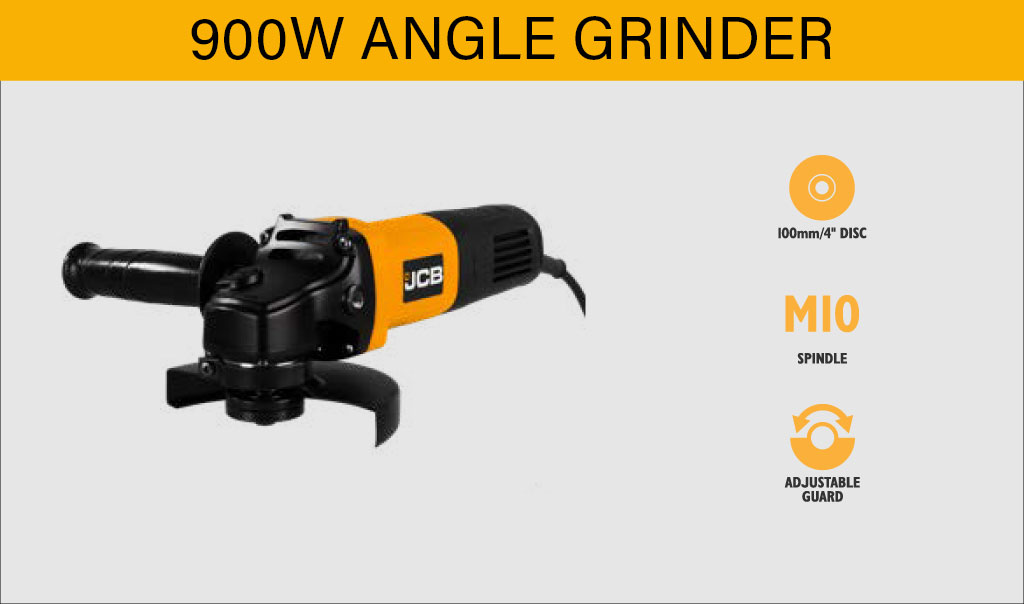 900W ANGLE GRINDER
JCB
100mm/4" DISC
M10
SPINDLE
ADJUSTABLE
GUARD